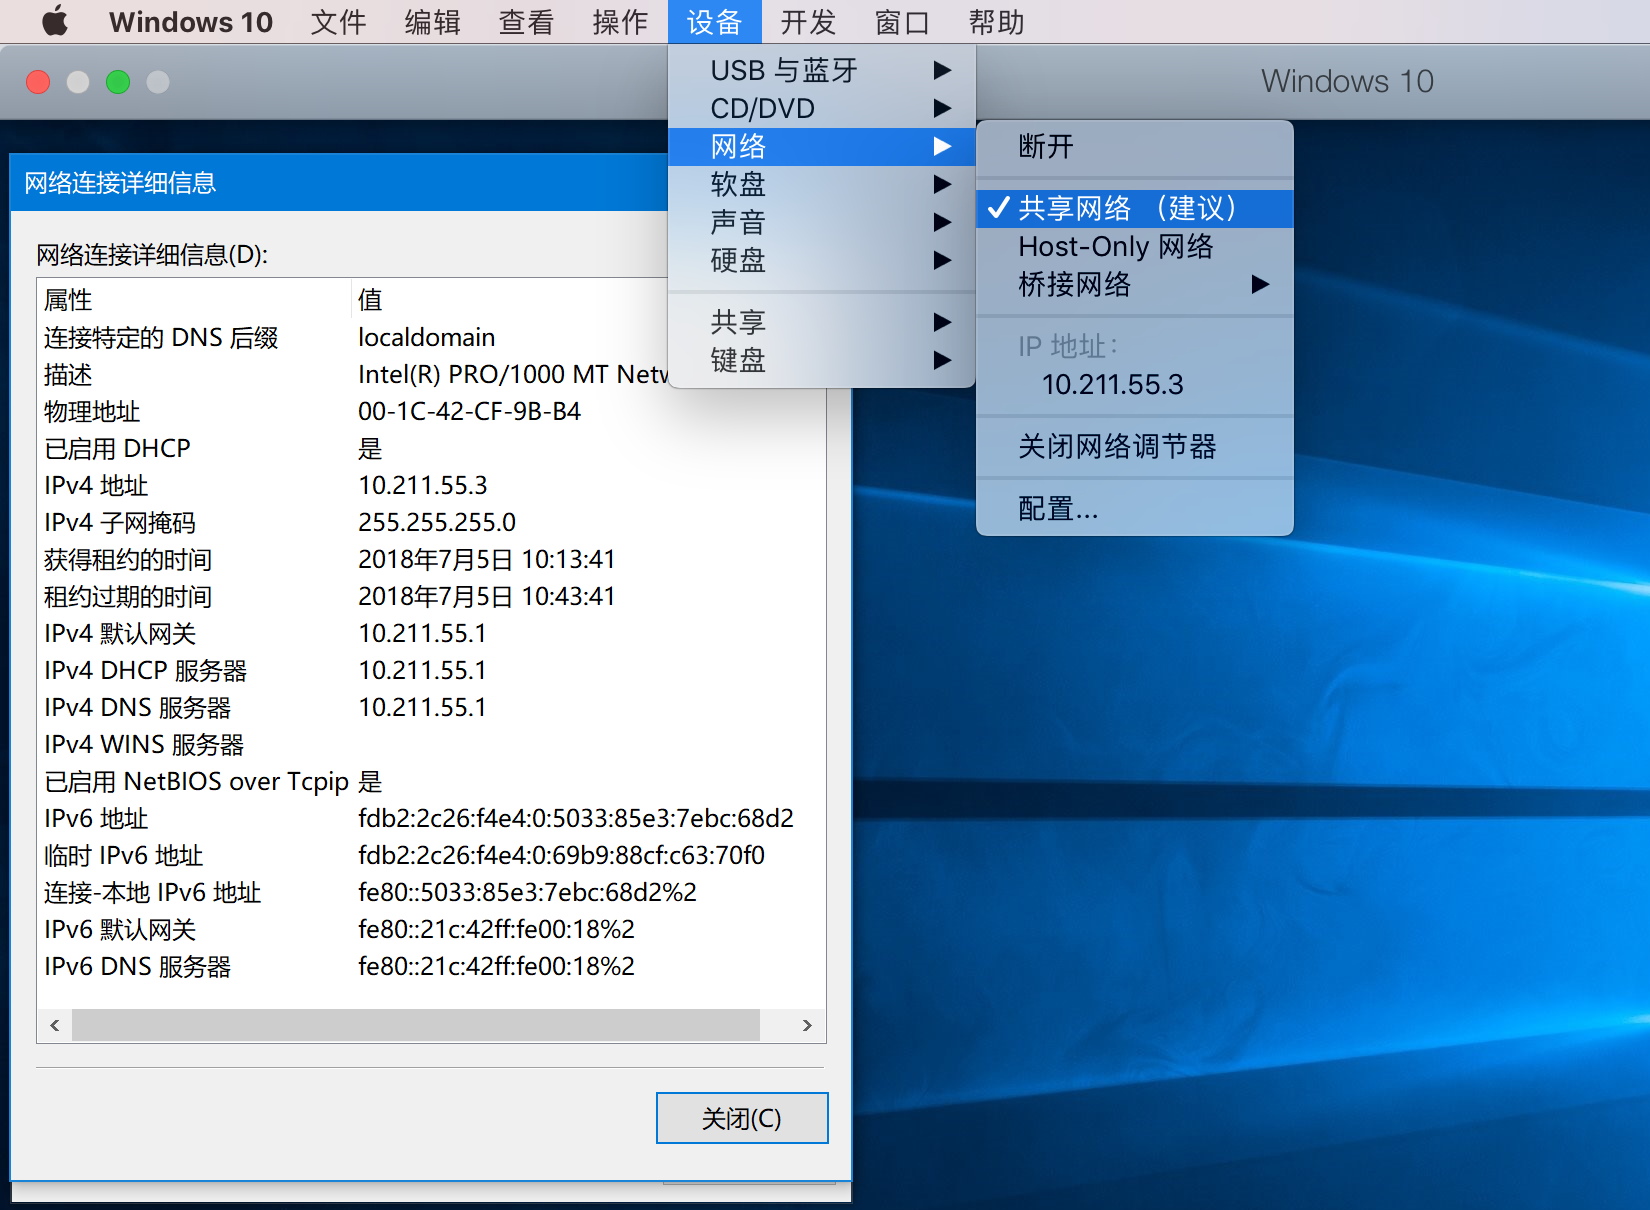 Windows 10 文件 编辑 查看 操作 设备 开发 窗口 帮助
Windows 10
USB 与蓝牙
CD/DVD
网络
软盘
声音
硬盘
共享
键盘
断开
共享网络 （建议）
Host-Only 网络
桥接网络
IP 地址：
10.211.55.3
关闭网络调节器
配置...
网络连接详细信息
网络连接详细信息(D):
属性 值
连接特定的 DNS 后缀 localdomain
描述 Intel(R) PRO/1000 MT
物理地址 00-1C-42-CF-9B-B4
已启用 DHCP 是
IPv4 地址 10.211.55.3
IPv4 子网掩码 255.255.255.0
获得租约的时间 2018年7月5日 10:13:41
租约过期的时间 2018年7月5日 10:43:41
IPv4 默认网关 10.211.55.1
IPv4 DHCP 服务器 10.211.55.1
IPv4 DNS 服务器 10.211.55.1
IPv4 WINS 服务器
已启用 NetBIOS over Tcpip 是
IPv6 地址 fdb2:2c26:f4e4:0:5033:85e3:7ebc:68d2
临时 IPv6 地址 fdb2:2c26:f4e4:0:69b9:88cf:c63:70f0
连接-本地 IPv6 地址 fe80::5033:85e3:7ebc:68d2%2
IPv6 默认网关 fe80::21c:42ff:fe00:18%2
IPv6 DNS 服务器 fe80::21c:42ff:fe00:18%2
关闭(C)